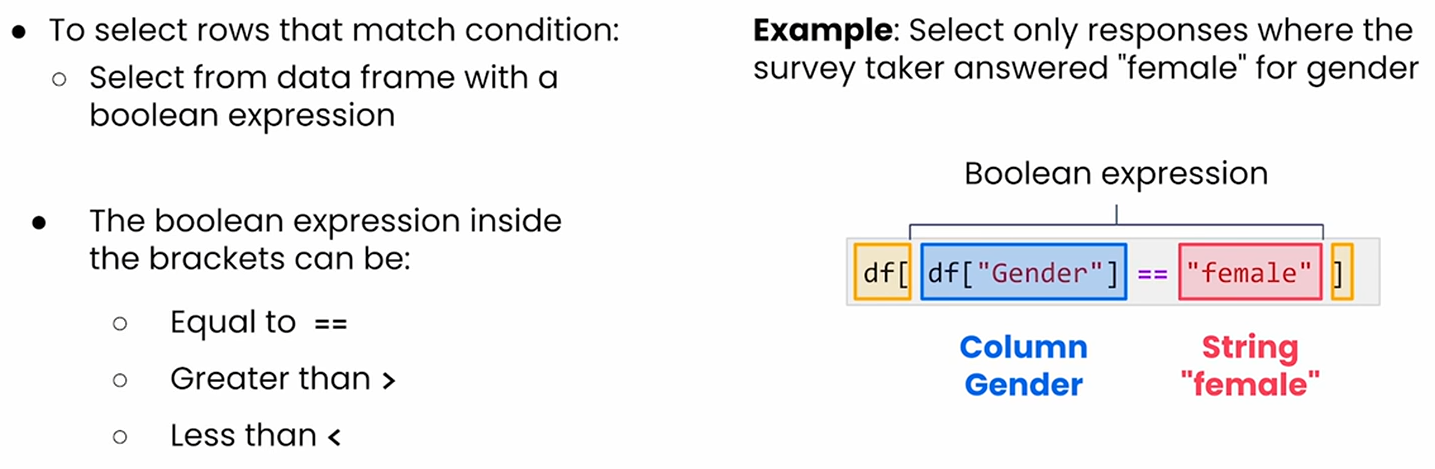 ● To select rows that match condition:
○ Select from data frame with a
boolean expression
● The boolean expression inside
the brackets can be:
○ Equal to ==
○ Greater than >
○ Less than <
Example: Select only responses where the
survey taker answered "female" for gender
Boolean expression
df[ df["Gender"] == "female" ]
Column
Gender
String
"female"